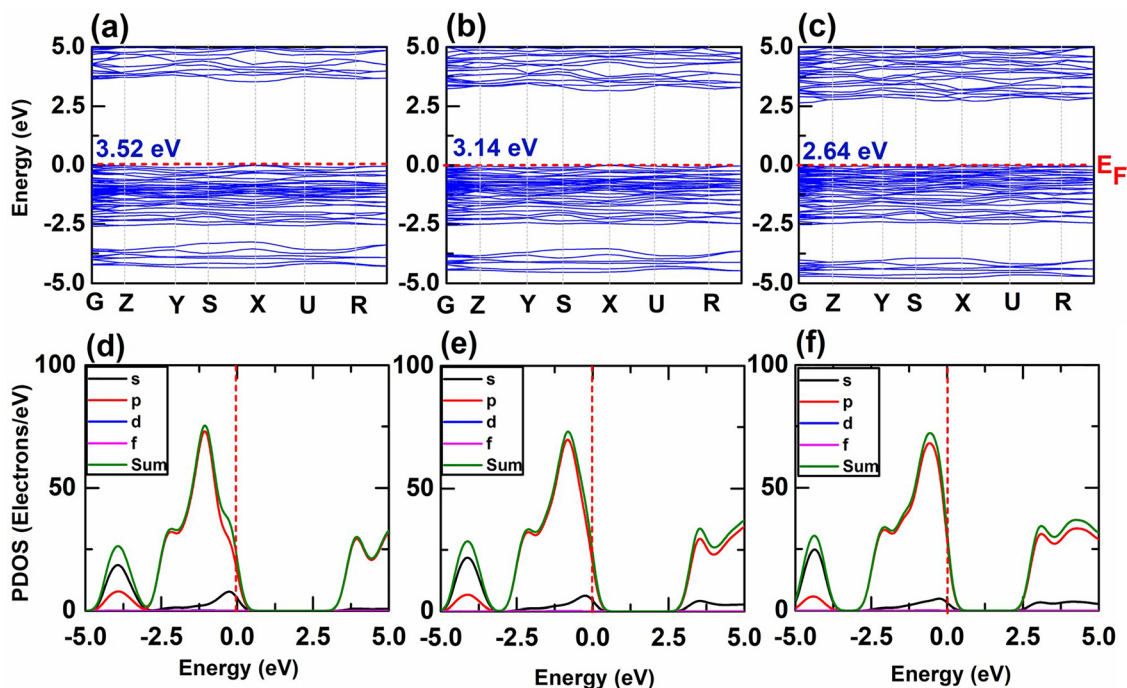 (a) (b) (c)
5.0 5.0 5.0
2.5 2.5 2.5
3.52 eV 3.14 eV 2.64 eV
0.0 0.0 0.0
E_F
Energy (eV)
-2.5 -2.5 -2.5
-5.0 -5.0 -5.0
G Z Y S X U R G Z Y S X U R G Z Y S X U R
(d) (e) (f)
100 100 100
s s s
p p p
d d d
f f f
Sum Sum Sum
50 50 50
PDOS (Electrons/eV)
0 0 0
-5.0 -2.5 0.0 2.5 5.0 -5.0 -2.5 0.0 2.5 5.0 -5.0 -2.5 0.0 2.5 5.0
Energy (eV) Energy (eV) Energy (eV)